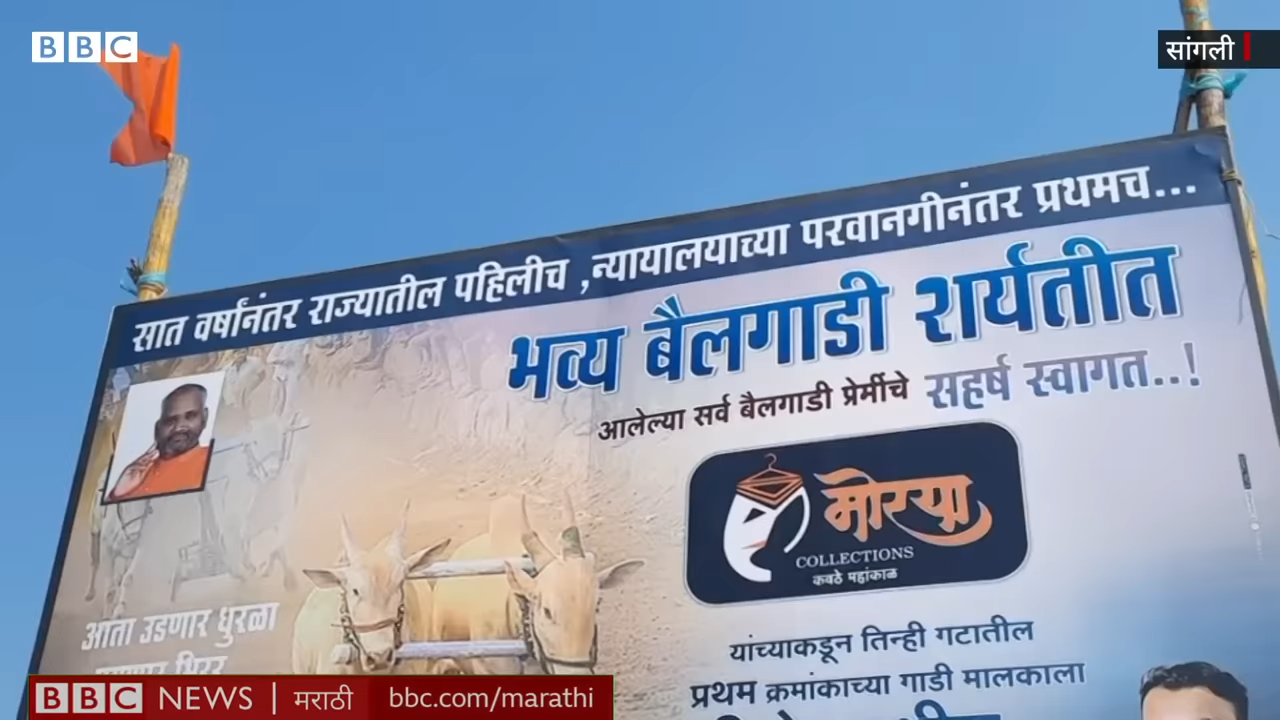 BBC
सांगली
सात वर्षांनंतर राज्यातील पहिलीच ,न्यायालयाच्या परवानगीनंतर प्रथमच...
भव्य बैलगाडी शर्यतीत
आलेल्या सर्व बैलगाडी प्रेमींचे सहर्ष स्वागत..!
मोरया
COLLECTIONS
कवठे महांकाळ
आता उडणार धुरळा
यांच्याकडून तिन्ही गटातील
प्रथम क्रमांकाच्या गाडी मालकाला
BBC NEWS | मराठी bbc.com/marathi